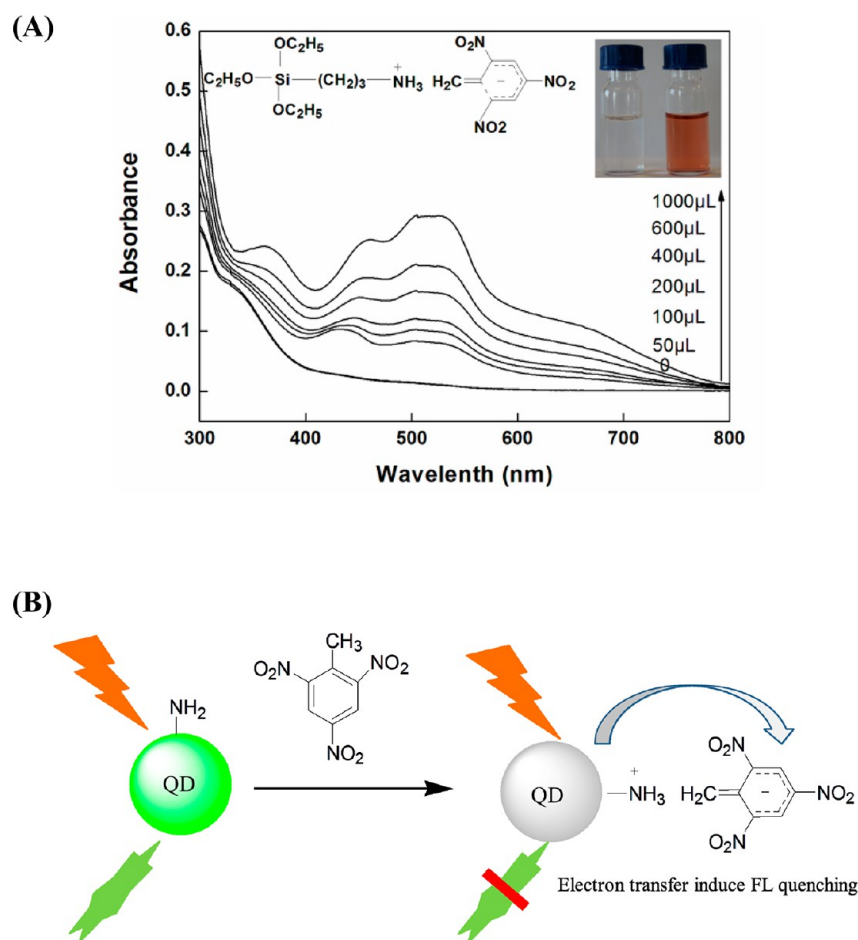 (A)
Absorbance
0.6
0.5
0.4
0.3
0.2
0.1
0.0
OC2H5
C2H5O Si (CH2)3 NH3
+
OC2H5
O2N
H2C
NO2
-
NO2
1000µL
600µL
400µL
200µL
100µL
50µL
0
300 400 500 600 700 800
Wavelenth (nm)
(B)
NH2
QD
CH3
O2N
NO2
NO2
QD
+
NH3
O2N
H2C
NO2
-
O2N
Electron transfer induce FL quenching